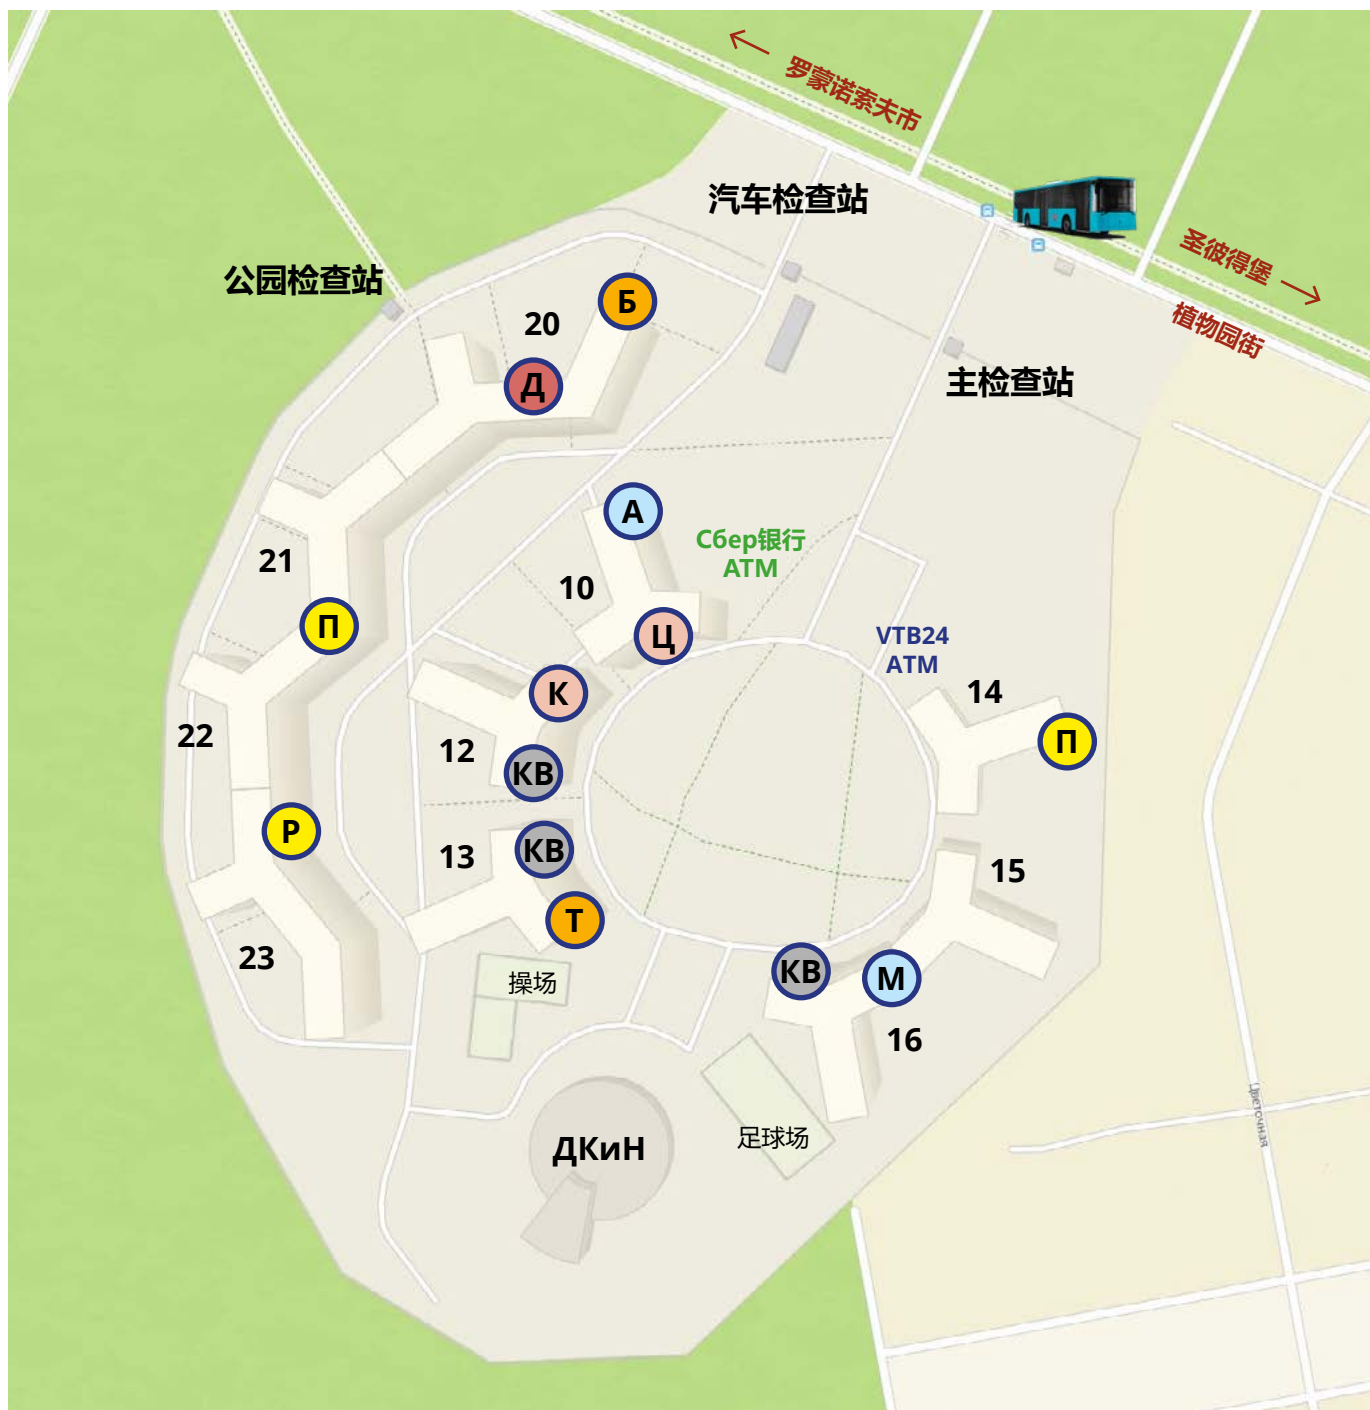 罗蒙诺索夫市
汽车检查站
圣彼得堡
公园检查站
植物园街
Б
20
主检查站
Д
А
Сбер银行
ATM
21
10
П
Ц
VTB24
ATM
К
14
22
12
П
КВ
Р
13
КВ
15
Т
23
КВ
М
操场
16
Цветочная
足球场
ДКиН